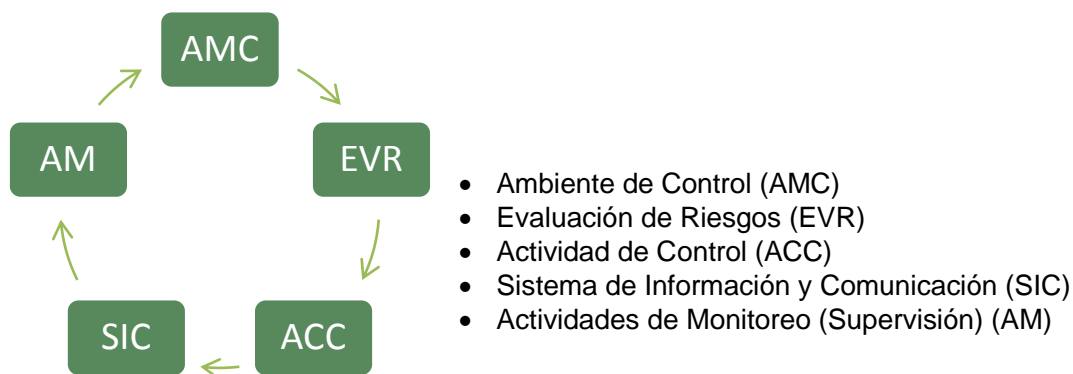 AMC
EVR
ACC
SIC
AM
• Ambiente de Control (AMC)
• Evaluación de Riesgos (EVR)
• Actividad de Control (ACC)
• Sistema de Información y Comunicación (SIC)
• Actividades de Monitoreo (Supervisión) (AM)